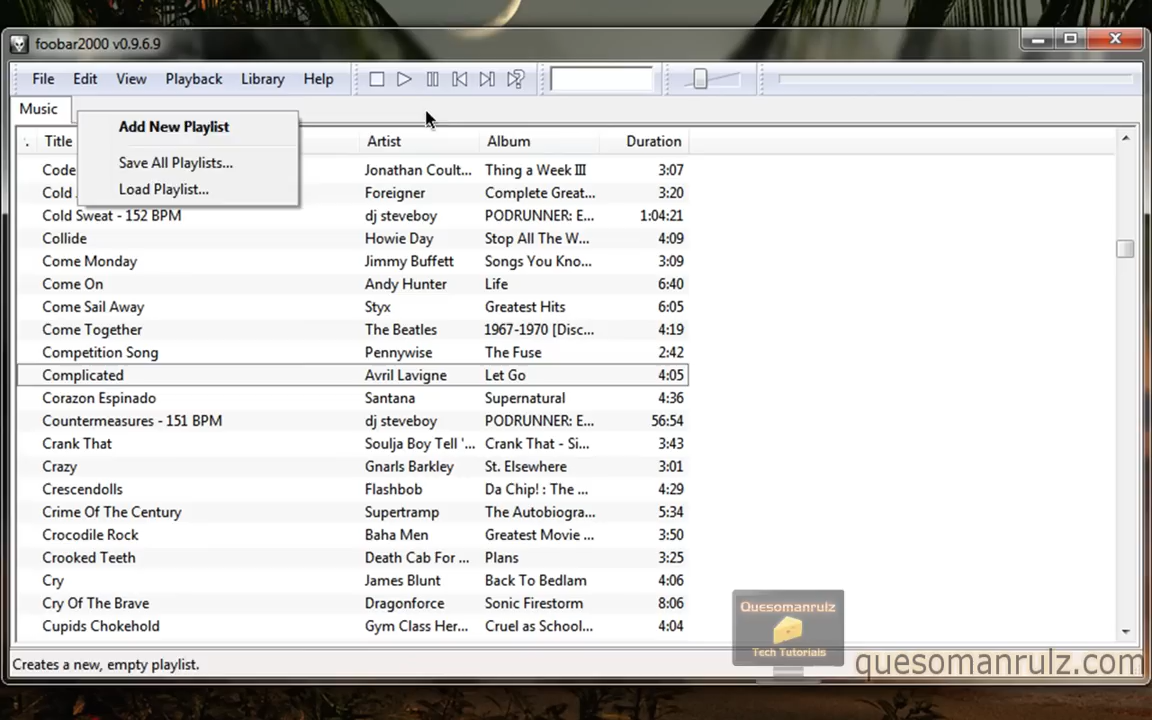 foobar2000 v0.9.6.9
File Edit View Playback Library Help
Music
Add New Playlist
Save All Playlists...
Load Playlist...
. Title Artist Album Duration
Code Jonathan Coult... Thing a Week III 3:07
Cold Foreigner Complete Great... 3:20
Cold Sweat - 152 BPM dj steveboy PODRUNNER: E... 1:04:21
Collide Howie Day Stop All The W... 4:09
Come Monday Jimmy Buffett Songs You Kno... 3:09
Come On Andy Hunter Life 6:40
Come Sail Away Styx Greatest Hits 6:05
Come Together The Beatles 1967-1970 [Disc... 4:19
Competition Song Pennywise The Fuse 2:42
Complicated Avril Lavigne Let Go 4:05
Corazon Espinado Santana Supernatural 4:36
Countermeasures - 151 BPM dj steveboy PODRUNNER: E... 56:54
Crank That Soulja Boy Tell '... Crank That - Si... 3:43
Crazy Gnarls Barkley St. Elsewhere 3:01
Crescendolls Flashbob Da Chip! : The ... 4:29
Crime Of The Century Supertramp The Autobiogra... 5:34
Crocodile Rock Baha Men Greatest Movie ... 3:50
Crooked Teeth Death Cab For ... Plans 3:25
Cry James Blunt Back To Bedlam 4:06
Cry Of The Brave Dragonforce Sonic Firestorm 8:06
Cupids Chokehold Gym Class Her... Cruel as School... 4:04
Quesomanrulz
Tech Tutorials
Creates a new, empty playlist.
quesomanrulz.com